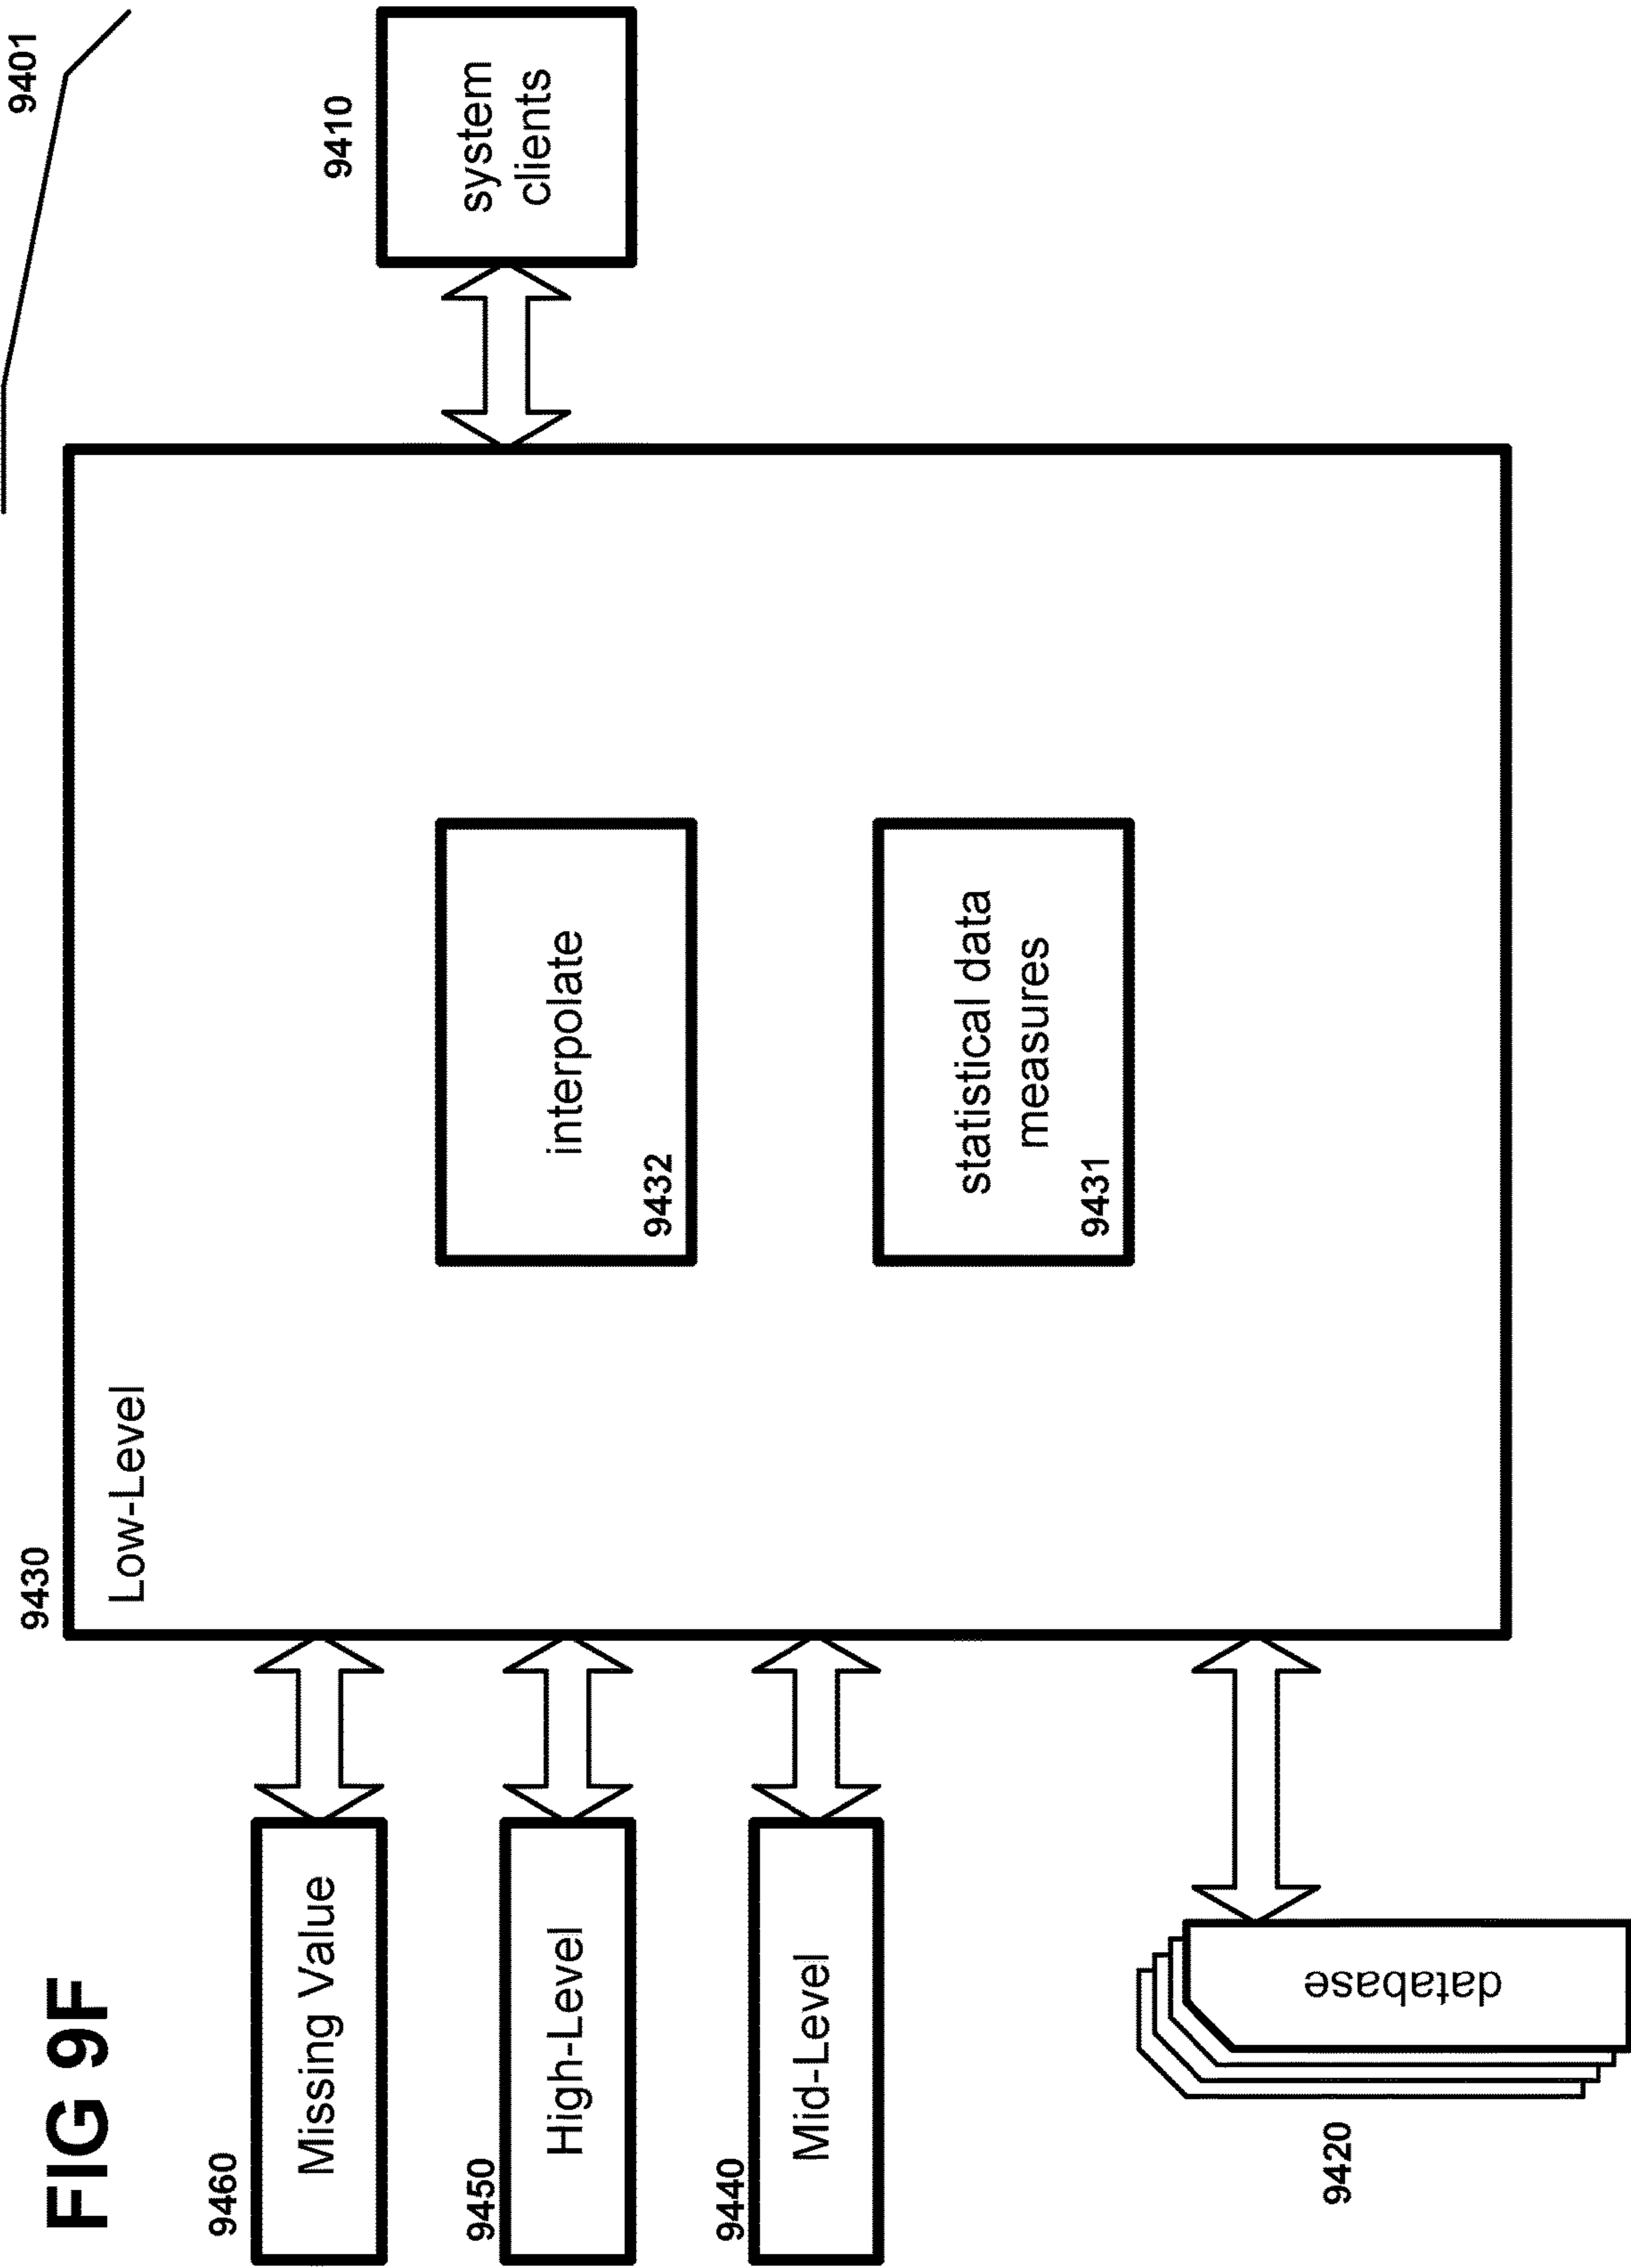 FIG 9F
9401
9430
Low-Level
9460
Missing Value
9410
system
clients
9450
High-Level
interpolate
9432
9440
Mid-Level
statistical data
measures
9431
9420
database